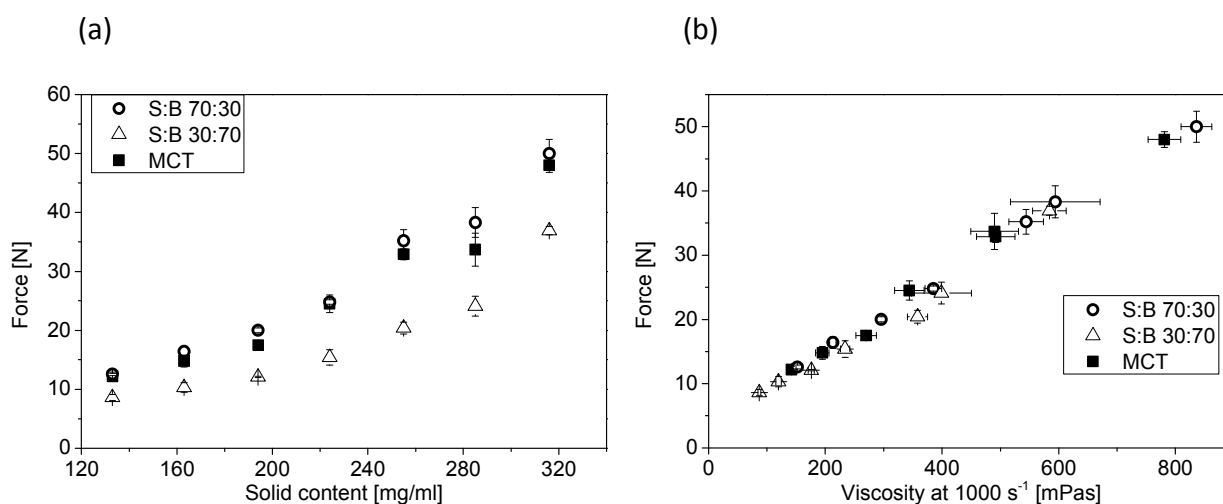 (a)
(b)
60
50
40
30
20
10
0
Force [N]
S:B 70:30
S:B 30:70
MCT
120
160
200
240
280
320
Solid content [mg/ml]
50
40
30
20
10
0
Force [N]
S:B 70:30
S:B 30:70
MCT
0
200
400
600
800
Viscosity at 1000 s⁻¹ [mPas]